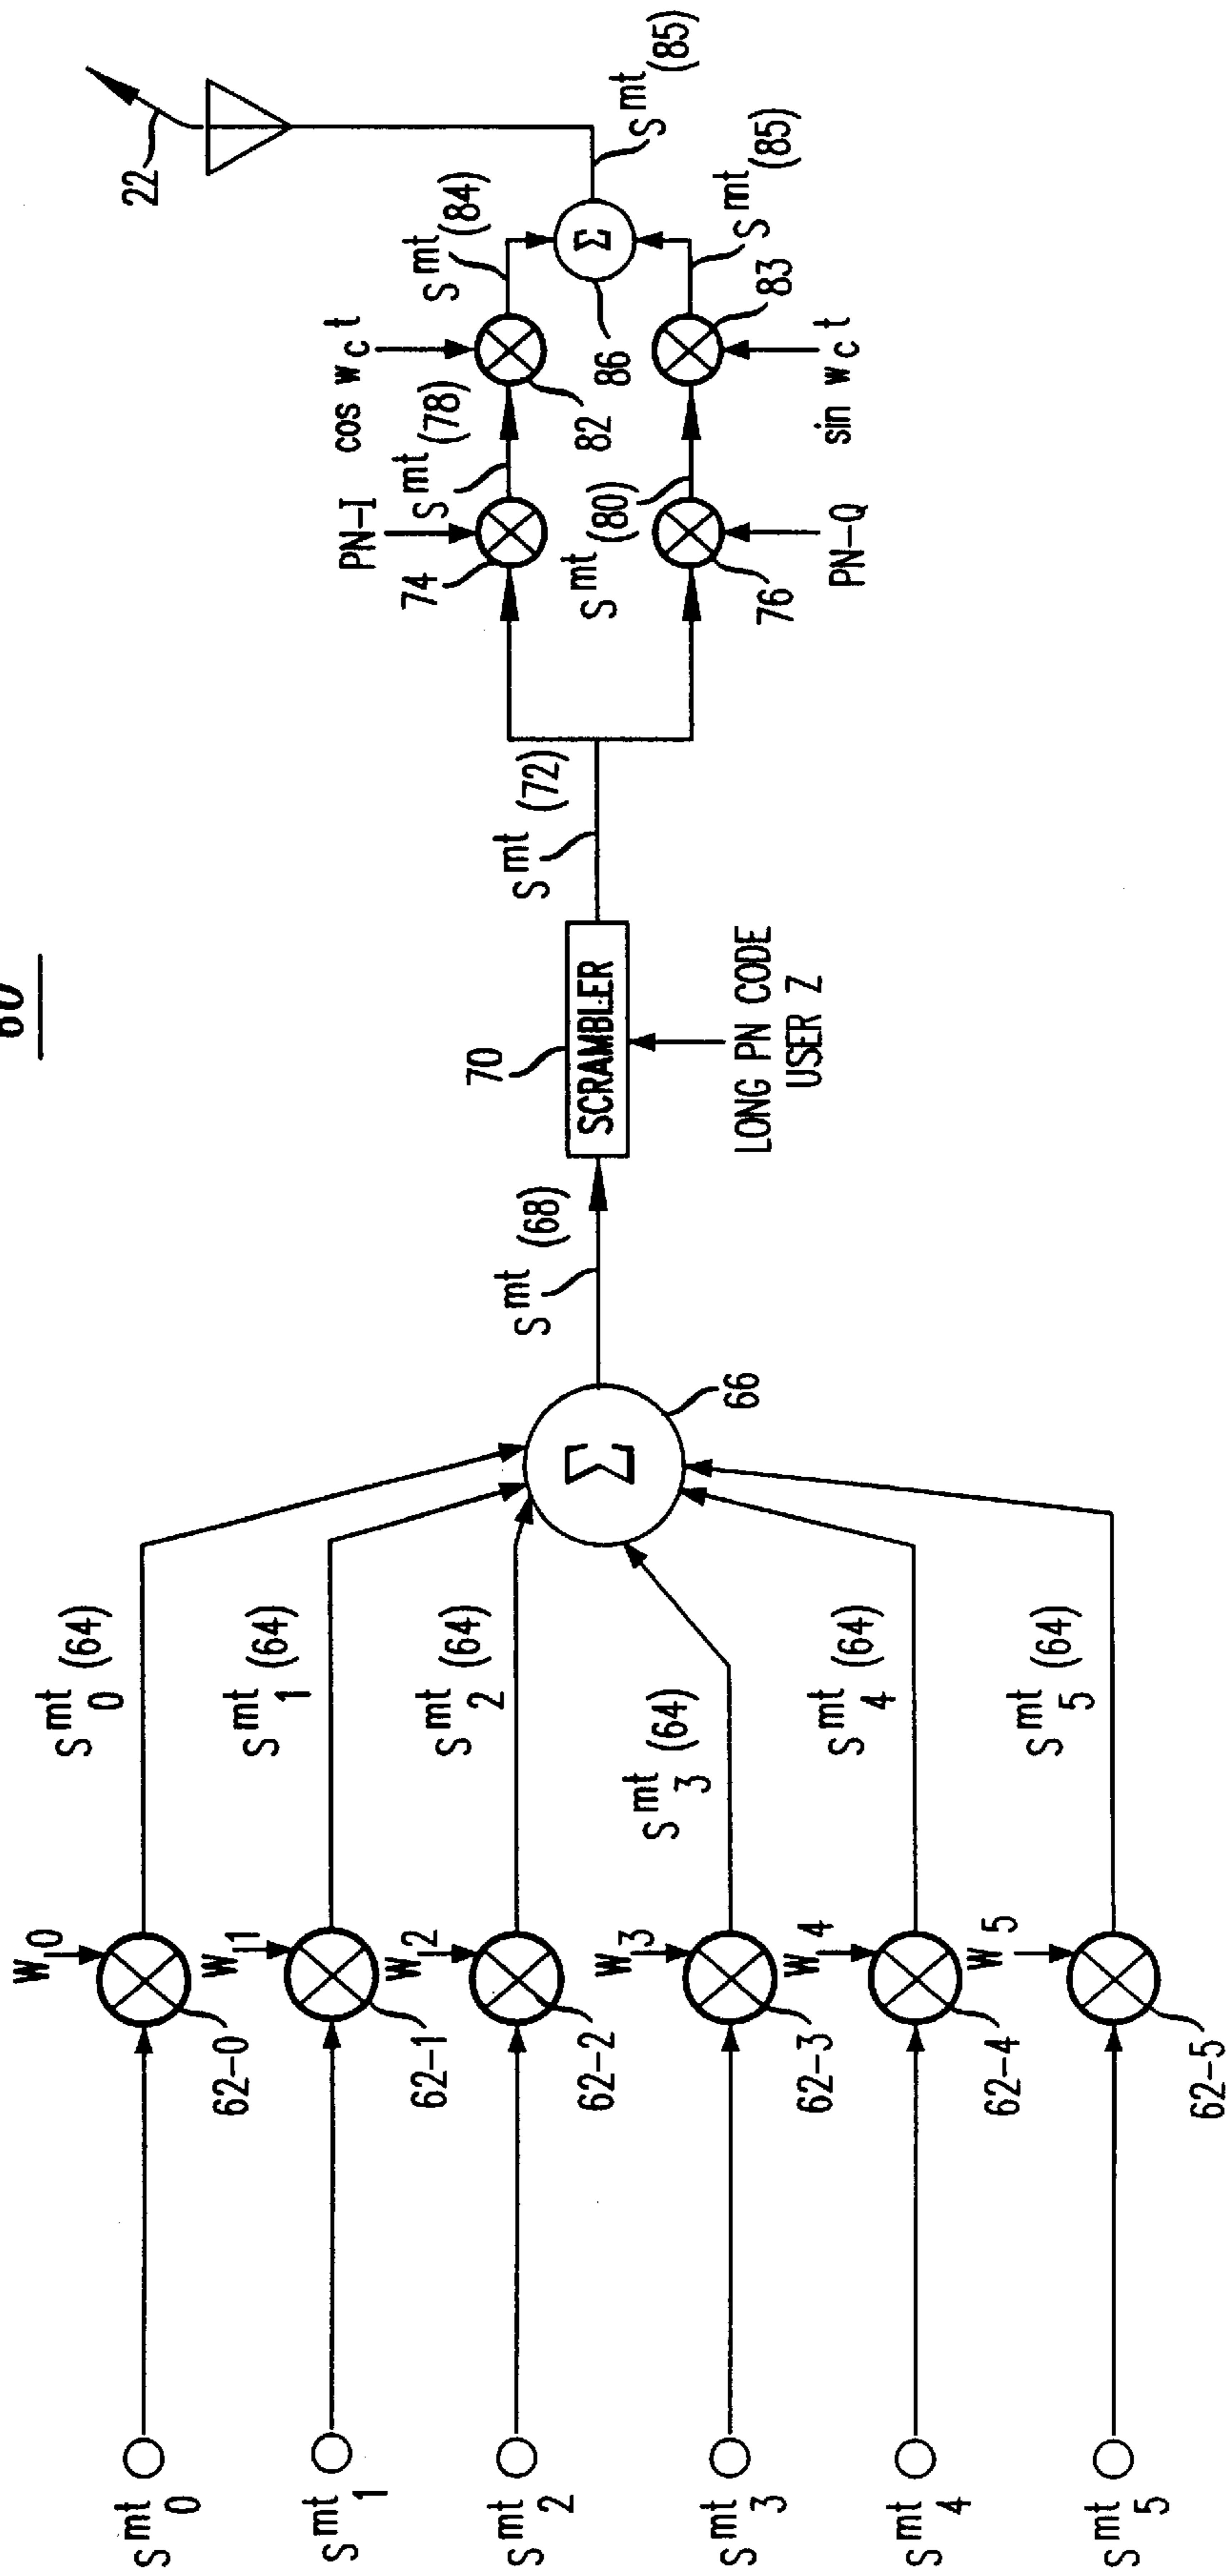 60
S^mt_0
S^mt_1
S^mt_2
S^mt_3
S^mt_4
S^mt_5
W_0
W_1
W_2
W_3
W_4
W_5
62-0
62-1
62-2
62-3
62-4
62-5
S^mt_0 (64)
S^mt_1 (64)
S^mt_2 (64)
S^mt_3 (64)
S^mt_4 (64)
S^mt_5 (64)
Σ
66
S^mt (68)
70
SCRAMBLER
LONG PN CODE
USER Z
S^mt (72)
74
PN-I
S^mt (78)
cos w_c t
82
S^mt (84)
S^mt (80)
76
PN-Q
sin w_c t
83
S^mt (85)
Σ
86
S^mt (85)
22